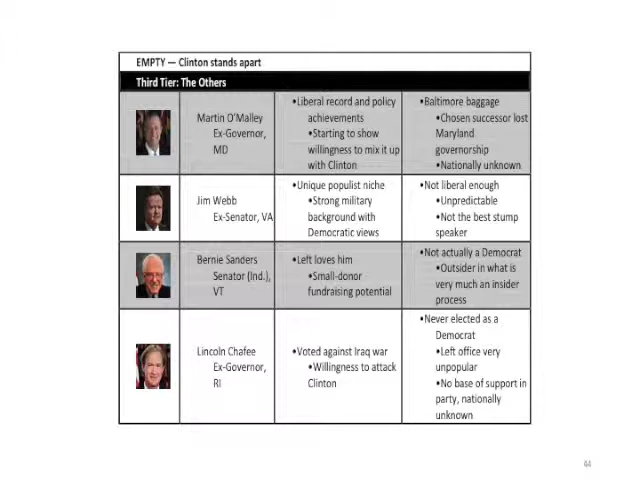 EMPTY — Clinton stands apart
Third Tier: The Others
Martin O'Malley
Ex-Governor,
MD
•Liberal record and policy
achievements
•Starting to show
willingness to mix it up
with Clinton
•Baltimore baggage
•Chosen successor lost
Maryland
governorship
•Nationally unknown
Jim Webb
Ex-Senator, VA
•Unique populist niche
•Strong military
background with
Democratic views
•Not liberal enough
•Unpredictable
•Not the best stump
speaker
Bernie Sanders
Senator (Ind.),
VT
•Left loves him
•Small-donor
fundraising potential
•Not actually a Democrat
•Outsider in what is
very much an insider
process
Lincoln Chafee
Ex-Governor,
RI
•Voted against Iraq war
•Willingness to attack
Clinton
•Never elected as a
Democrat
•Left office very
unpopular
•No base of support in
party, nationally
unknown
44